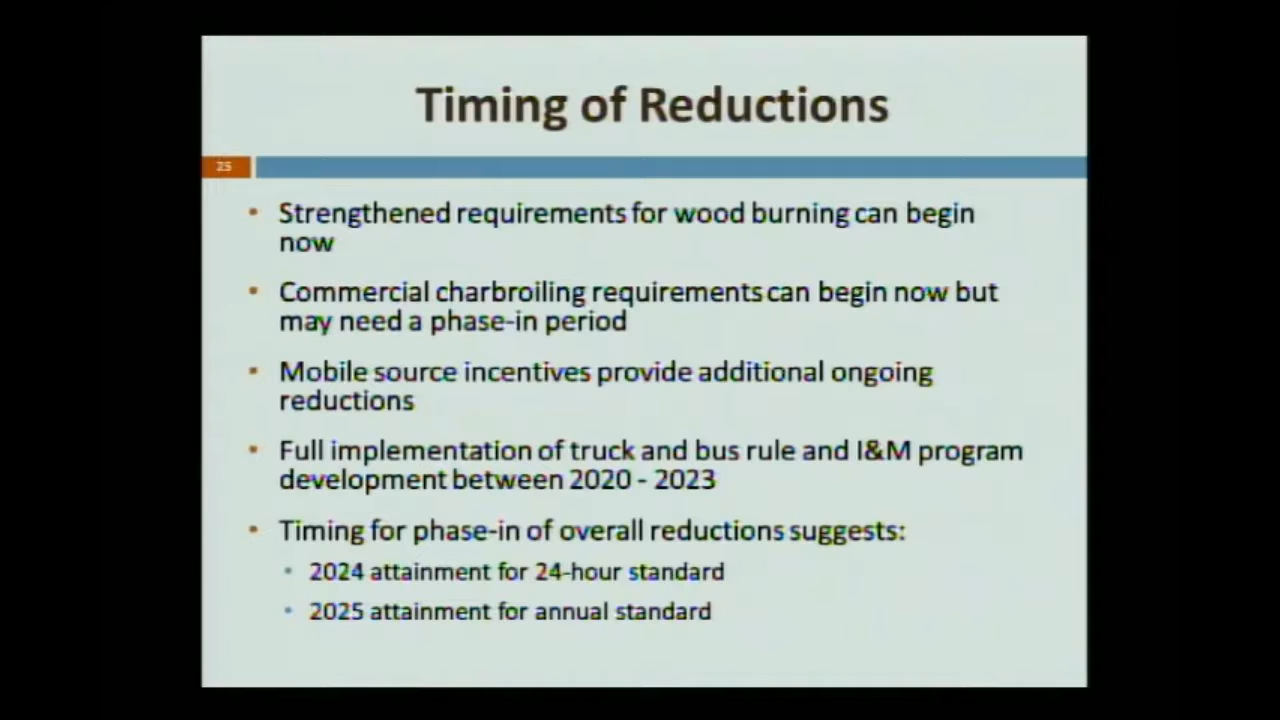 Timing of Reductions
25
• Strengthened requirements for wood burning can begin
now
• Commercial charbroiling requirements can begin now but
may need a phase-in period
• Mobile source incentives provide additional ongoing
reductions
• Full implementation of truck and bus rule and I&M program
development between 2020 - 2023
• Timing for phase-in of overall reductions suggests:
• 2024 attainment for 24-hour standard
• 2025 attainment for annual standard